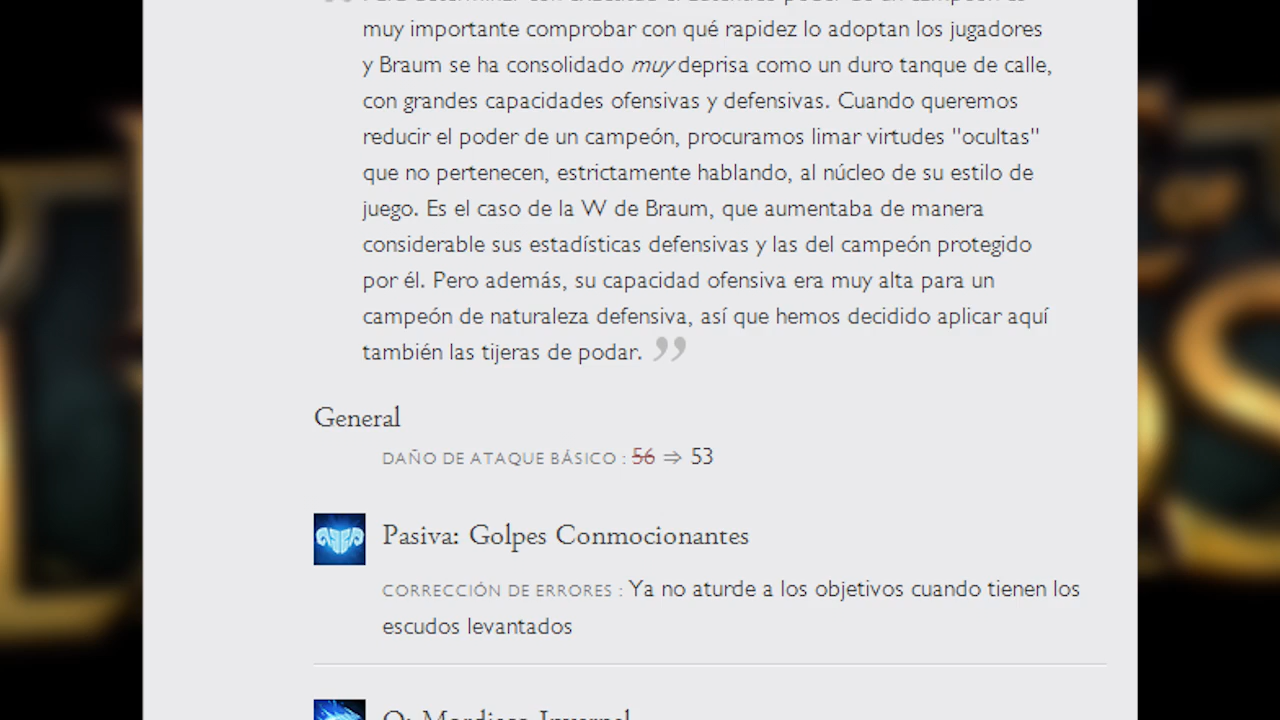 muy importante comprobar con qué rapidez lo adoptan los jugadores
y Braum se ha consolidado muy deprisa como un duro tanque de calle,
con grandes capacidades ofensivas y defensivas. Cuando queremos
reducir el poder de un campeón, procuramos limar virtudes "ocultas"
que no pertenecen, estrictamente hablando, al núcleo de su estilo de
juego. Es el caso de la W de Braum, que aumentaba de manera
considerable sus estadísticas defensivas y las del campeón protegido
por él. Pero además, su capacidad ofensiva era muy alta para un
campeón de naturaleza defensiva, así que hemos decidido aplicar aquí
también las tijeras de podar. ”
General
DAÑO DE ATAQUE BÁSICO : 56 ⇒ 53
Pasiva: Golpes Conmocionantes
CORRECCIÓN DE ERRORES : Ya no aturde a los objetivos cuando tienen los
escudos levantados
Q: Mordisco Invernal